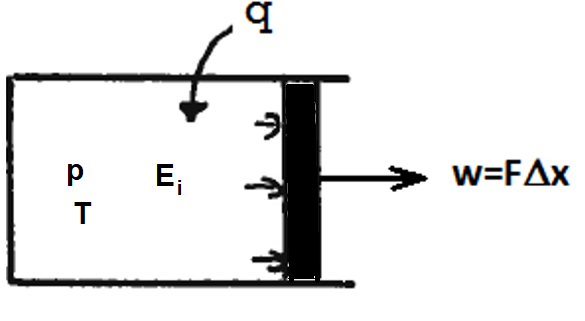 q
p E_i
T
w=FΔx